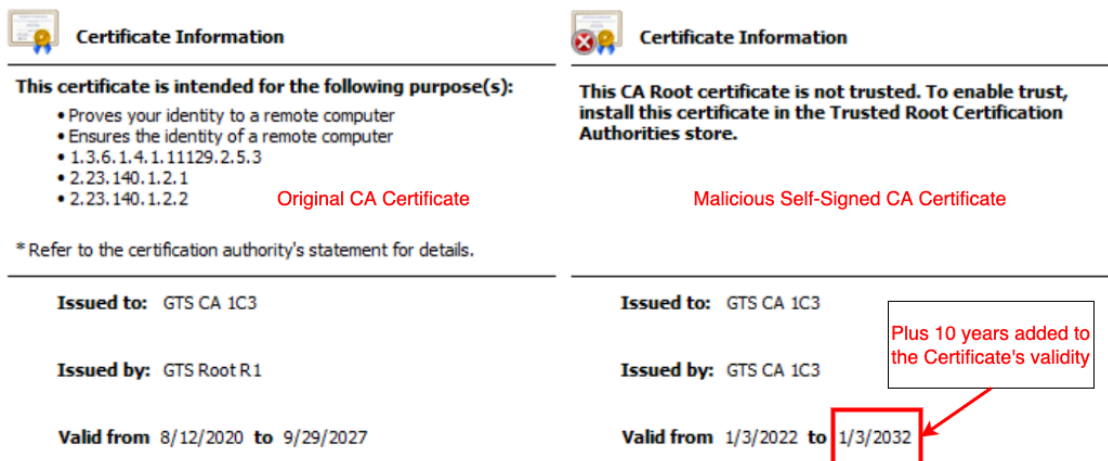 Certificate Information
This certificate is intended for the following purpose(s):
• Proves your identity to a remote computer
• Ensures the identity of a remote computer
• 1.3.6.1.4.1.11129.2.5.3
• 2.23.140.1.2.1
• 2.23.140.1.2.2
Original CA Certificate
* Refer to the certification authority's statement for details.
Issued to: GTS CA 1C3
Issued by: GTS Root R1
Valid from 8/12/2020 to 9/29/2027
Certificate Information
This CA Root certificate is not trusted. To enable trust,
install this certificate in the Trusted Root Certification
Authorities store.
Malicious Self-Signed CA Certificate
Issued to: GTS CA 1C3
Plus 10 years added to
the Certificate's validity
Issued by: GTS CA 1C3
Valid from 1/3/2022 to 1/3/2032